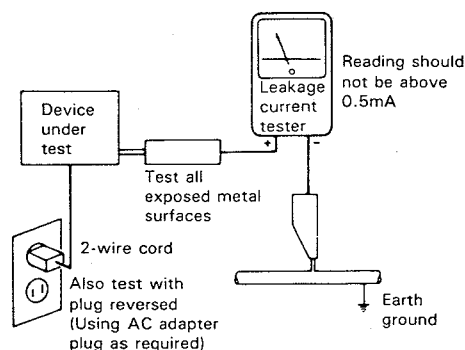 Device
under
test
Leakage
current
tester
+ -
Reading should
not be above
0.5mA
Test all
exposed metal
surfaces
2-wire cord
Also test with
plug reversed
(Using AC adapter
plug as required)
Earth
ground